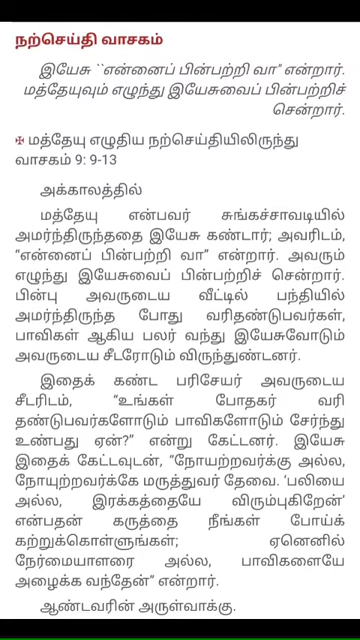 நற்செய்தி வாசகம்
இயேசு ``என்னைப் பின்பற்றி வா" என்றார்.
மத்தேயுவும் எழுந்து இயேசுவைப் பின்பற்றிச்
சென்றார்.
✠ மத்தேயு எழுதிய நற்செய்தியிலிருந்து
வாசகம் 9: 9-13
அக்காலத்தில்
மத்தேயு என்பவர் சுங்கச்சாவடியில்
அமர்ந்திருந்ததை இயேசு கண்டார்; அவரிடம்,
“என்னைப் பின்பற்றி வா” என்றார். அவரும்
எழுந்து இயேசுவைப் பின்பற்றிச் சென்றார்.
பின்பு அவருடைய வீட்டில் பந்தியில்
அமர்ந்திருந்த போது வரிதண்டுபவர்கள்,
பாவிகள் ஆகிய பலர் வந்து இயேசுவோடும்
அவருடைய சீடரோடும் விருந்துண்டனர்.
இதைக் கண்ட பரிசேயர் அவருடைய
சீடரிடம், “உங்கள் போதகர் வரி
தண்டுபவர்களோடும் பாவிகளோடும் சேர்ந்து
உண்பது ஏன்?” என்று கேட்டனர். இயேசு
இதைக் கேட்டவுடன், “நோயற்றவர்க்கு அல்ல,
நோயுற்றவர்க்கே மருத்துவர் தேவை. ‘பலியை
அல்ல, இரக்கத்தையே விரும்புகிறேன்’
என்பதன் கருத்தை நீங்கள் போய்க்
கற்றுக்கொள்ளுங்கள்; ஏனெனில்
நேர்மையாளரை அல்ல, பாவிகளையே
அழைக்க வந்தேன்” என்றார்.
ஆண்டவரின் அருள்வாக்கு.